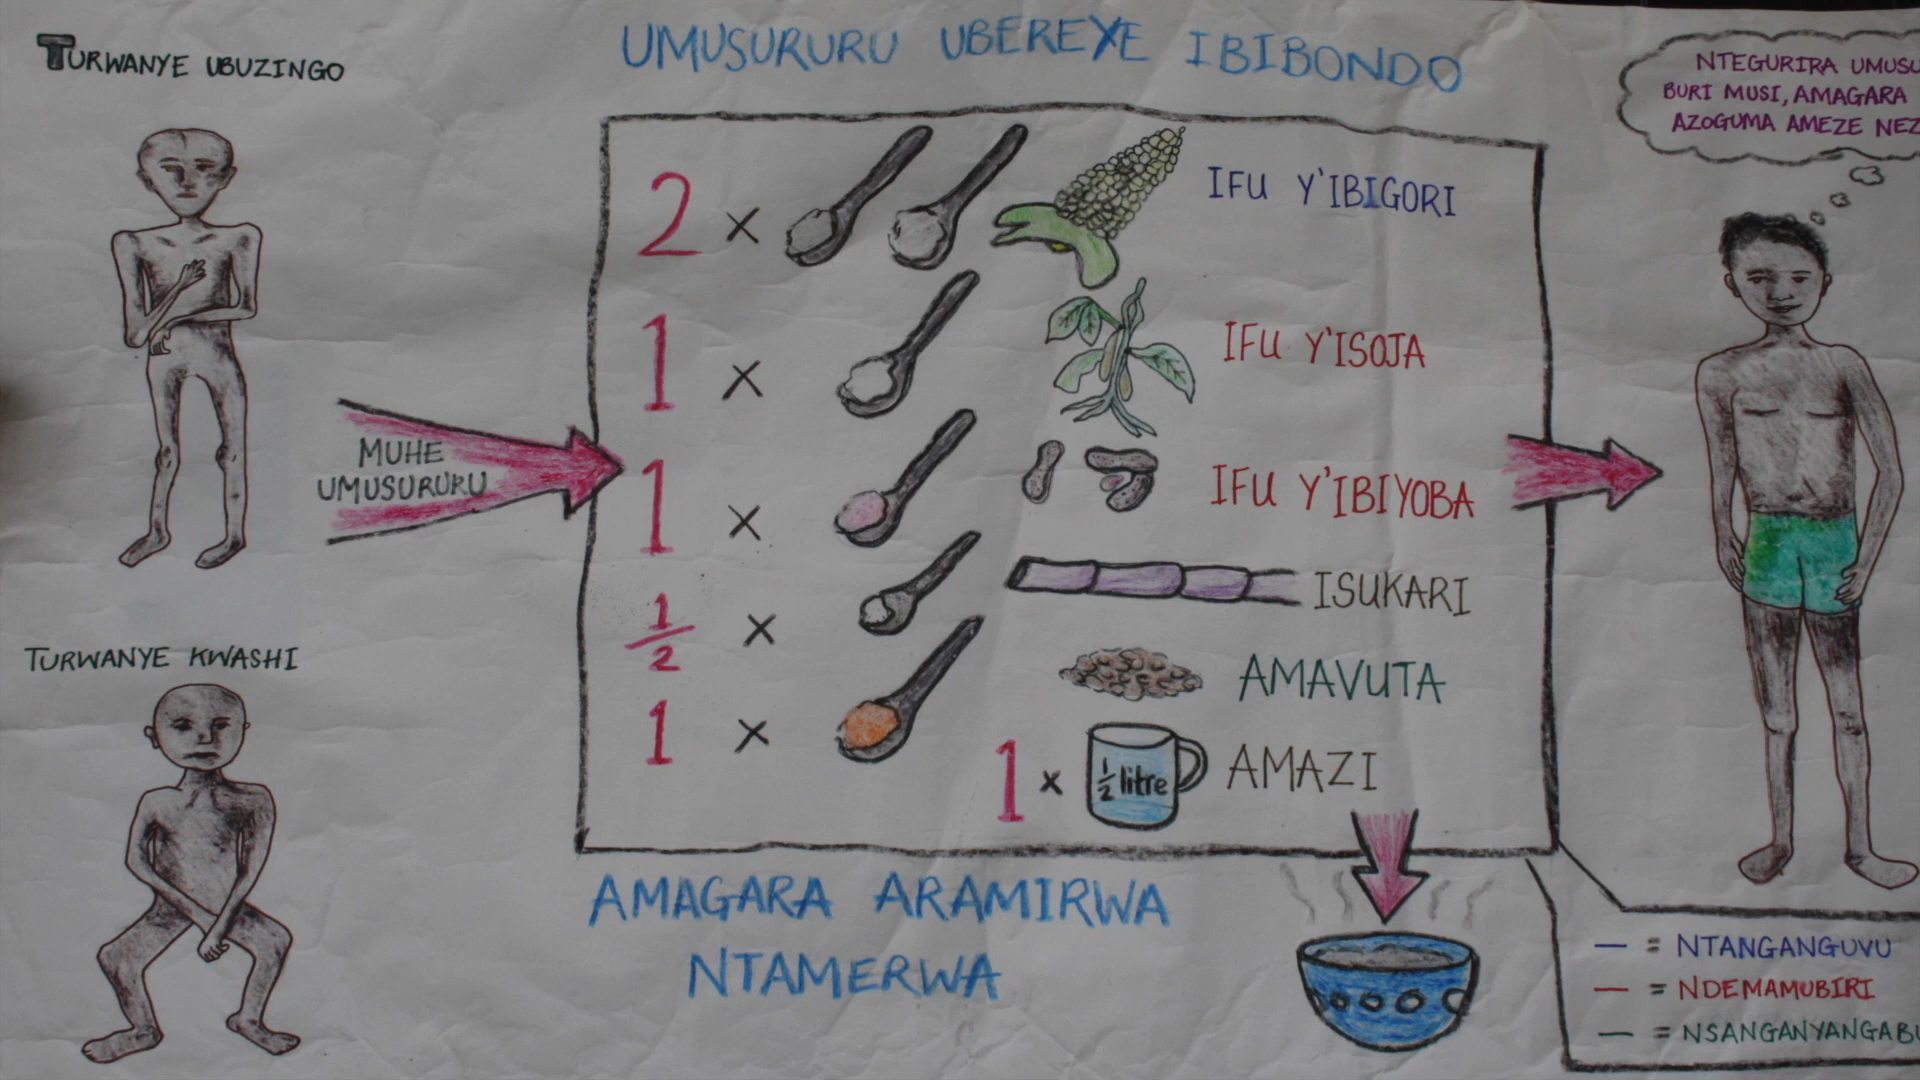 TURWANYE UBUZINGO
UMUSURURU UBEREYE IBIBONDO
NTEGURIRA UMUSU
BURI MUSI, AMAGARA
AZOGUMA AMEZE NEZ
2 × IFU Y'IBIGORI
1 × IFU Y'ISOJA
MUHE
UMUSURURU
1 × IFU Y'IBIYOBA
1/2 × ISUKARI
TURWANYE KWASHI
1 × AMAVUTA
1 × 1/2 litre AMAZI
AMAGARA ARAMIRWA
NTAMERWA
— = NTANGANGUVU
— = NDEMAMUBIRI
— = NSANGANYANGABU